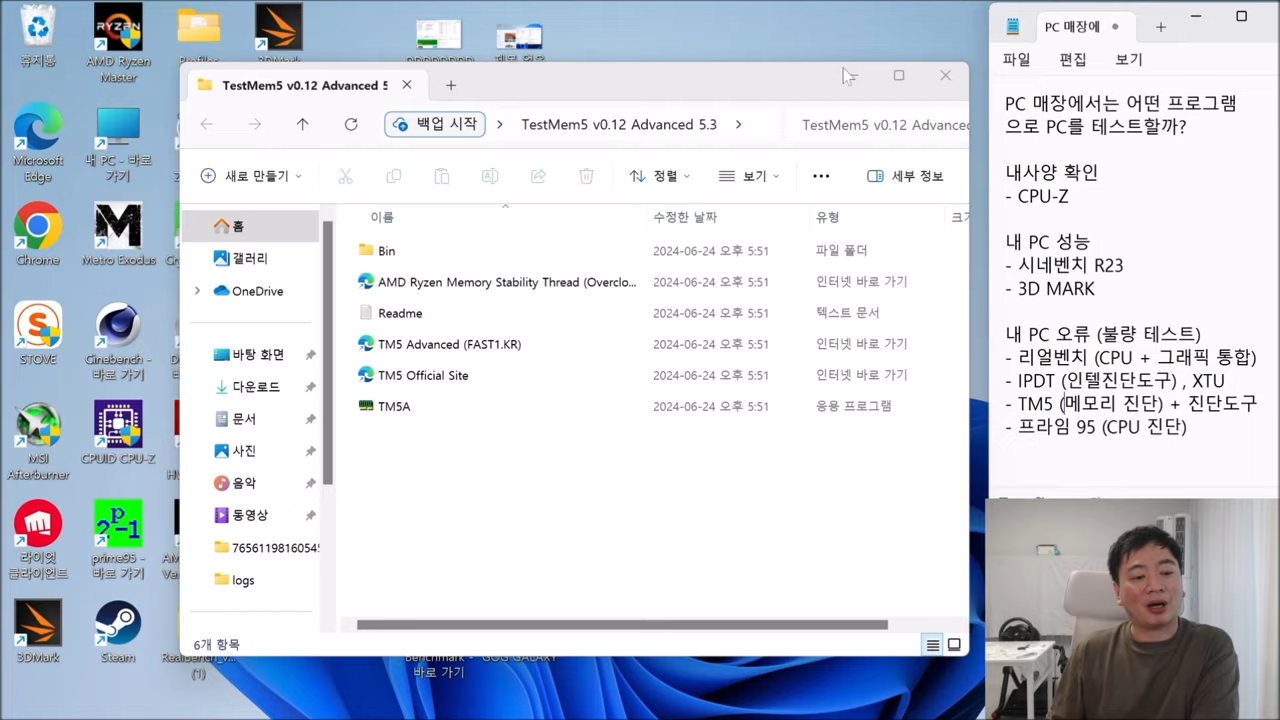 휴지통
AMD Ryzen
Master
3DMark
Microsoft
Edge
내 PC - 바로
가기
Chrome
Metro Exodus
STOVE
Cinebench -
바로 가기
MSI
Afterburner
CPUID CPU-Z
라이엇
클라이언트
prime95 -
바로 가기
3DMark
Steam
(1)
바로 가기
RYZEN
TestMem5 v0.12 Advanced 5
백업 시작
TestMem5 v0.12 Advanced 5.3
TestMem5 v0.12 Advanced
새로 만들기
정렬
보기
세부 정보
이름
수정한 날짜
유형
홈
갤러리
OneDrive
바탕 화면
다운로드
문서
사진
음악
동영상
76561198160545
logs
Bin
2024-06-24 오후 5:51
파일 폴더
AMD Ryzen Memory Stability Thread (Overclo...
2024-06-24 오후 5:51
인터넷 바로 가기
Readme
2024-06-24 오후 5:51
텍스트 문서
TM5 Advanced (FAST1.KR)
2024-06-24 오후 5:51
인터넷 바로 가기
TM5 Official Site
2024-06-24 오후 5:51
인터넷 바로 가기
TM5A
2024-06-24 오후 5:51
응용 프로그램
6개 항목
PC 매장에
파일
편집
보기
PC 매장에서는 어떤 프로그램
으로 PC를 테스트할까?
내사양 확인
- CPU-Z
내 PC 성능
- 시네벤치 R23
- 3D MARK
내 PC 오류 (불량 테스트)
- 리얼벤치 (CPU + 그래픽 통합)
- IPDT (인텔진단도구) , XTU
- TM5 (메모리 진단) + 진단도구
- 프라임 95 (CPU 진단)